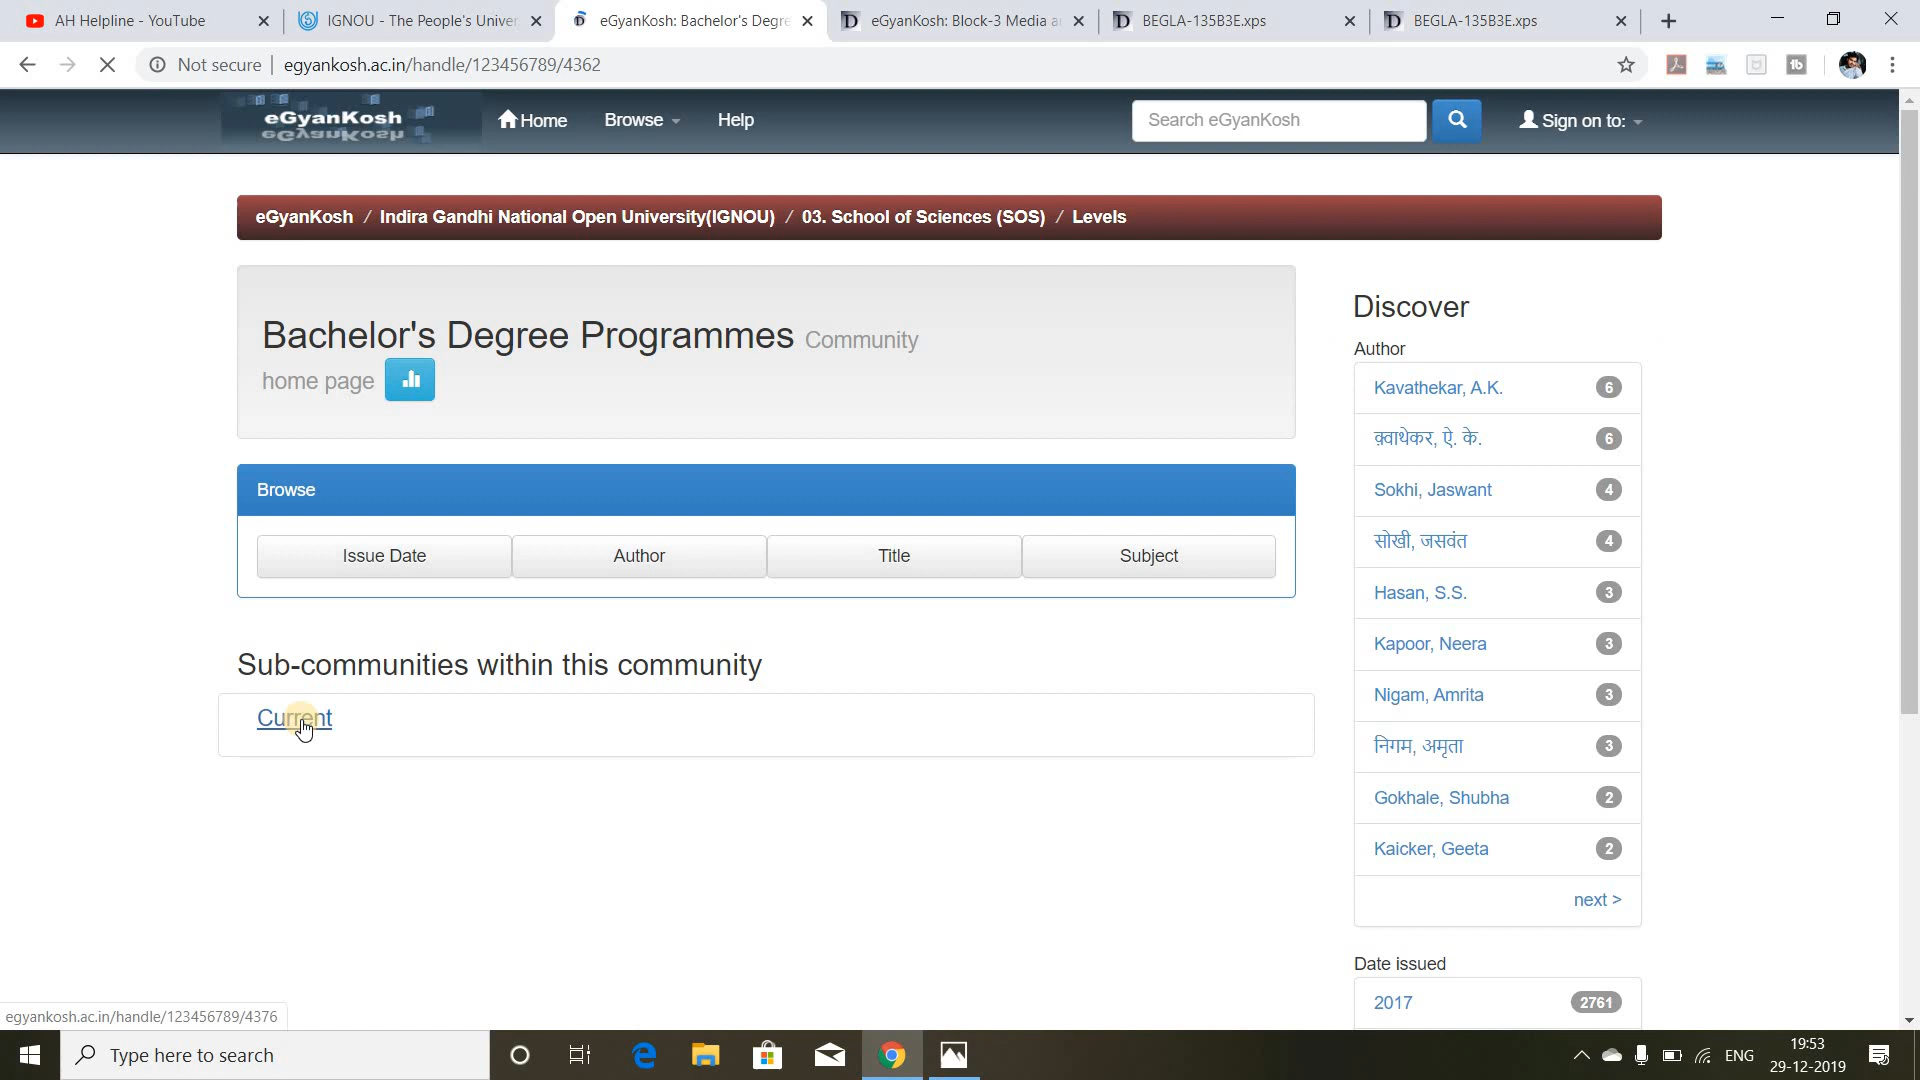 AH Helpline - YouTube
IGNOU - The People's Univer
eGyanKosh: Bachelor's Degre
eGyanKosh: Block-3 Media a
BEGLA-135B3E.xps
BEGLA-135B3E.xps
Not secure | egyankosh.ac.in/handle/123456789/4362
eGyanKosh
Home
Browse
Help
Search eGyanKosh
Sign on to:
eGyanKosh / Indira Gandhi National Open University(IGNOU) / 03. School of Sciences (SOS) / Levels
Bachelor's Degree Programmes Community
home page
Browse
Issue Date
Author
Title
Subject
Sub-communities within this community
Current
Discover
Author
Kavathekar, A.K. 6
क़्वाथेकर, ऐ. के. 6
Sokhi, Jaswant 4
सोखी, जसवंत 4
Hasan, S.S. 3
Kapoor, Neera 3
Nigam, Amrita 3
निगम, अमृता 3
Gokhale, Shubha 2
Kaicker, Geeta 2
next >
Date issued
2017 2761
egyankosh.ac.in/handle/123456789/4376
Type here to search
ENG
19:53
29-12-2019